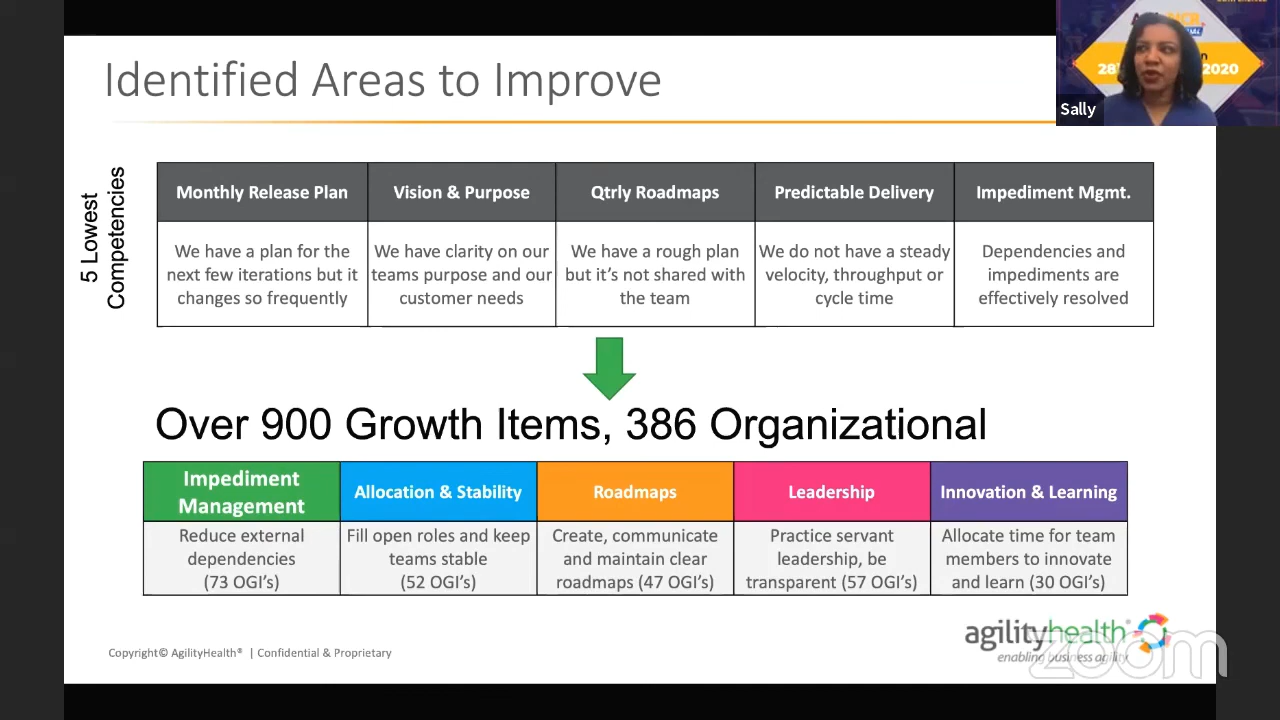 Identified Areas to Improve
28
2020
Sally
5 Lowest
Competencies
Monthly Release Plan
Vision & Purpose
Qtrly Roadmaps
Predictable Delivery
Impediment Mgmt.
We have a plan for the
next few iterations but it
changes so frequently
We have clarity on our
teams purpose and our
customer needs
We have a rough plan
but it's not shared with
the team
We do not have a steady
velocity, throughput or
cycle time
Dependencies and
impediments are
effectively resolved
Over 900 Growth Items, 386 Organizational
Impediment
Management
Allocation & Stability
Roadmaps
Leadership
Innovation & Learning
Reduce external
dependencies
(73 OGI's)
Fill open roles and keep
teams stable
(52 OGI's)
Create, communicate
and maintain clear
roadmaps (47 OGI's)
Practice servant
leadership, be
transparent (57 OGI's)
Allocate time for team
members to innovate
and learn (30 OGI's)
Copyright© AgilityHealth® | Confidential & Proprietary
agilityhealth®
enabling business agility
zoom